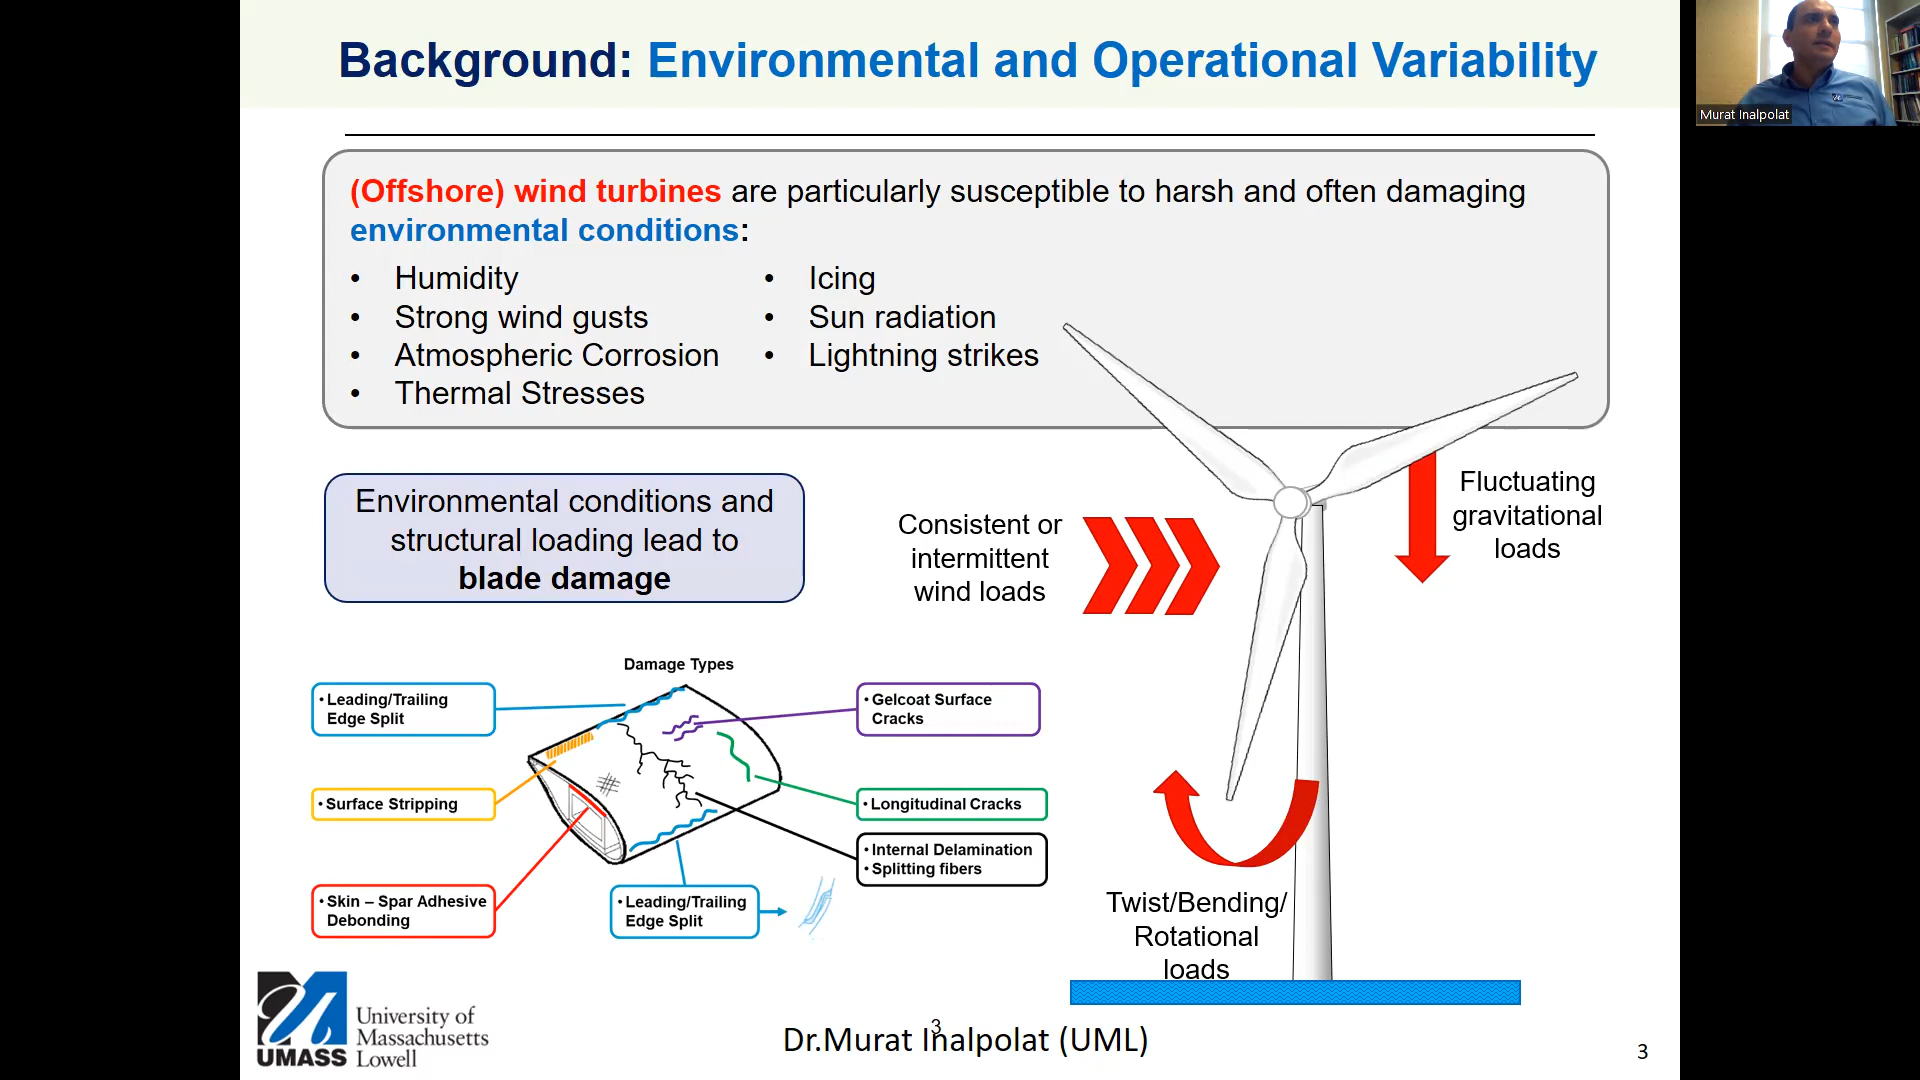 Background: Environmental and Operational Variability
Murat Inalpolat
(Offshore) wind turbines are particularly susceptible to harsh and often damaging
environmental conditions:
• Humidity
• Strong wind gusts
• Atmospheric Corrosion
• Thermal Stresses
• Icing
• Sun radiation
• Lightning strikes
Environmental conditions and
structural loading lead to
blade damage
Consistent or
intermittent
wind loads
Fluctuating
gravitational
loads
Damage Types
• Leading/Trailing
Edge Split
• Surface Stripping
• Skin – Spar Adhesive
Debonding
• Leading/Trailing
Edge Split
• Gelcoat Surface
Cracks
• Longitudinal Cracks
• Internal Delamination
• Splitting fibers
Twist/Bending/
Rotational
loads
UMASS
University of
Massachusetts
Lowell
3
Dr.Murat Inalpolat (UML)
3